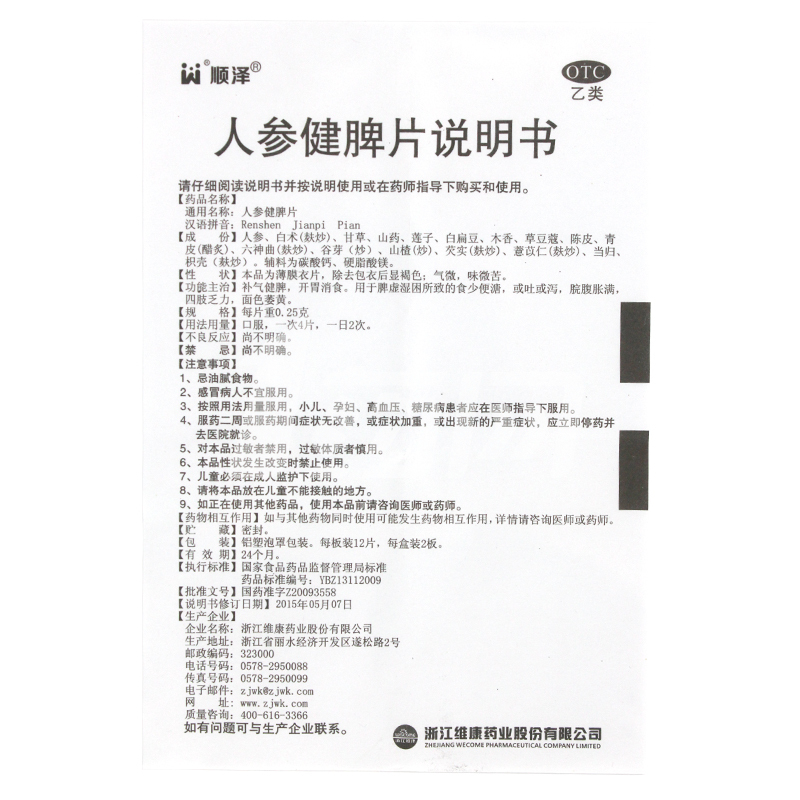 顺泽®
OTC
乙类
人参健脾片说明书
请仔细阅读说明书并按说明使用或在药师指导下购买和使用。
【药品名称】
通用名称：人参健脾片
汉语拼音：Renshen Jianpi Pian
【成 份】人参、白术(麸炒)、甘草、山药、莲子、白扁豆、木香、草豆蔻、陈皮、青
皮(醋炙)、六神曲(麸炒)、谷芽（炒）、山楂(炒)、芡实(麸炒)、薏苡仁(麸炒)、当归、
枳壳（麸炒）。辅料为碳酸钙、硬脂酸镁。
【性 状】本品为薄膜衣片，除去包衣后显褐色；气微，味微苦。
【功能主治】补气健脾，开胃消食。用于脾虚湿困所致的食少便溏，或吐或泻，脘腹胀满，
四肢乏力，面色萎黄。
【规 格】每片重0.25克
【用法用量】口服，一次4片，一日2次。
【不良反应】尚不明确。
【禁 忌】尚不明确。
【注意事项】
1、忌油腻食物。
2、感冒病人不宜服用。
3、按照用法用量服用，小儿、孕妇、高血压、糖尿病患者应在医师指导下服用。
4、服药二周或服药期间症状无改善，或症状加重，或出现新的严重症状，应立即停药并
去医院就诊。
5、对本品过敏者禁用，过敏体质者慎用。
6、本品性状发生改变时禁止使用。
7、儿童必须在成人监护下使用。
8、请将本品放在儿童不能接触的地方。
9、如正在使用其他药品，使用本品前请咨询医师或药师。
【药物相互作用】如与其他药物同时使用可能发生药物相互作用，详情请咨询医师或药师。
【贮 藏】密封。
【包 装】铝塑泡罩包装。每板装12片，每盒装2板。
【有 效 期】24个月。
【执行标准】国家食品药品监督管理局标准
药品标准编号：YBZ13112009
【批准文号】国药准字Z20093558
【说明书修订日期】2015年05月07日
【生产企业】
企业名称：浙江维康药业股份有限公司
生产地址：浙江省丽水经济开发区遂松路2号
邮政编码：323000
电话号码：0578-2950088
传真号码：0578-2950099
电子邮件：zjwk@zjwk.com
网 址：www.zjwk.com
质量咨询：400-616-3366
如有问题可与生产企业联系。
浙江维康药业股份有限公司
ZHEJIANG WECOME PHARMACEUTICAL COMPANY LIMITED